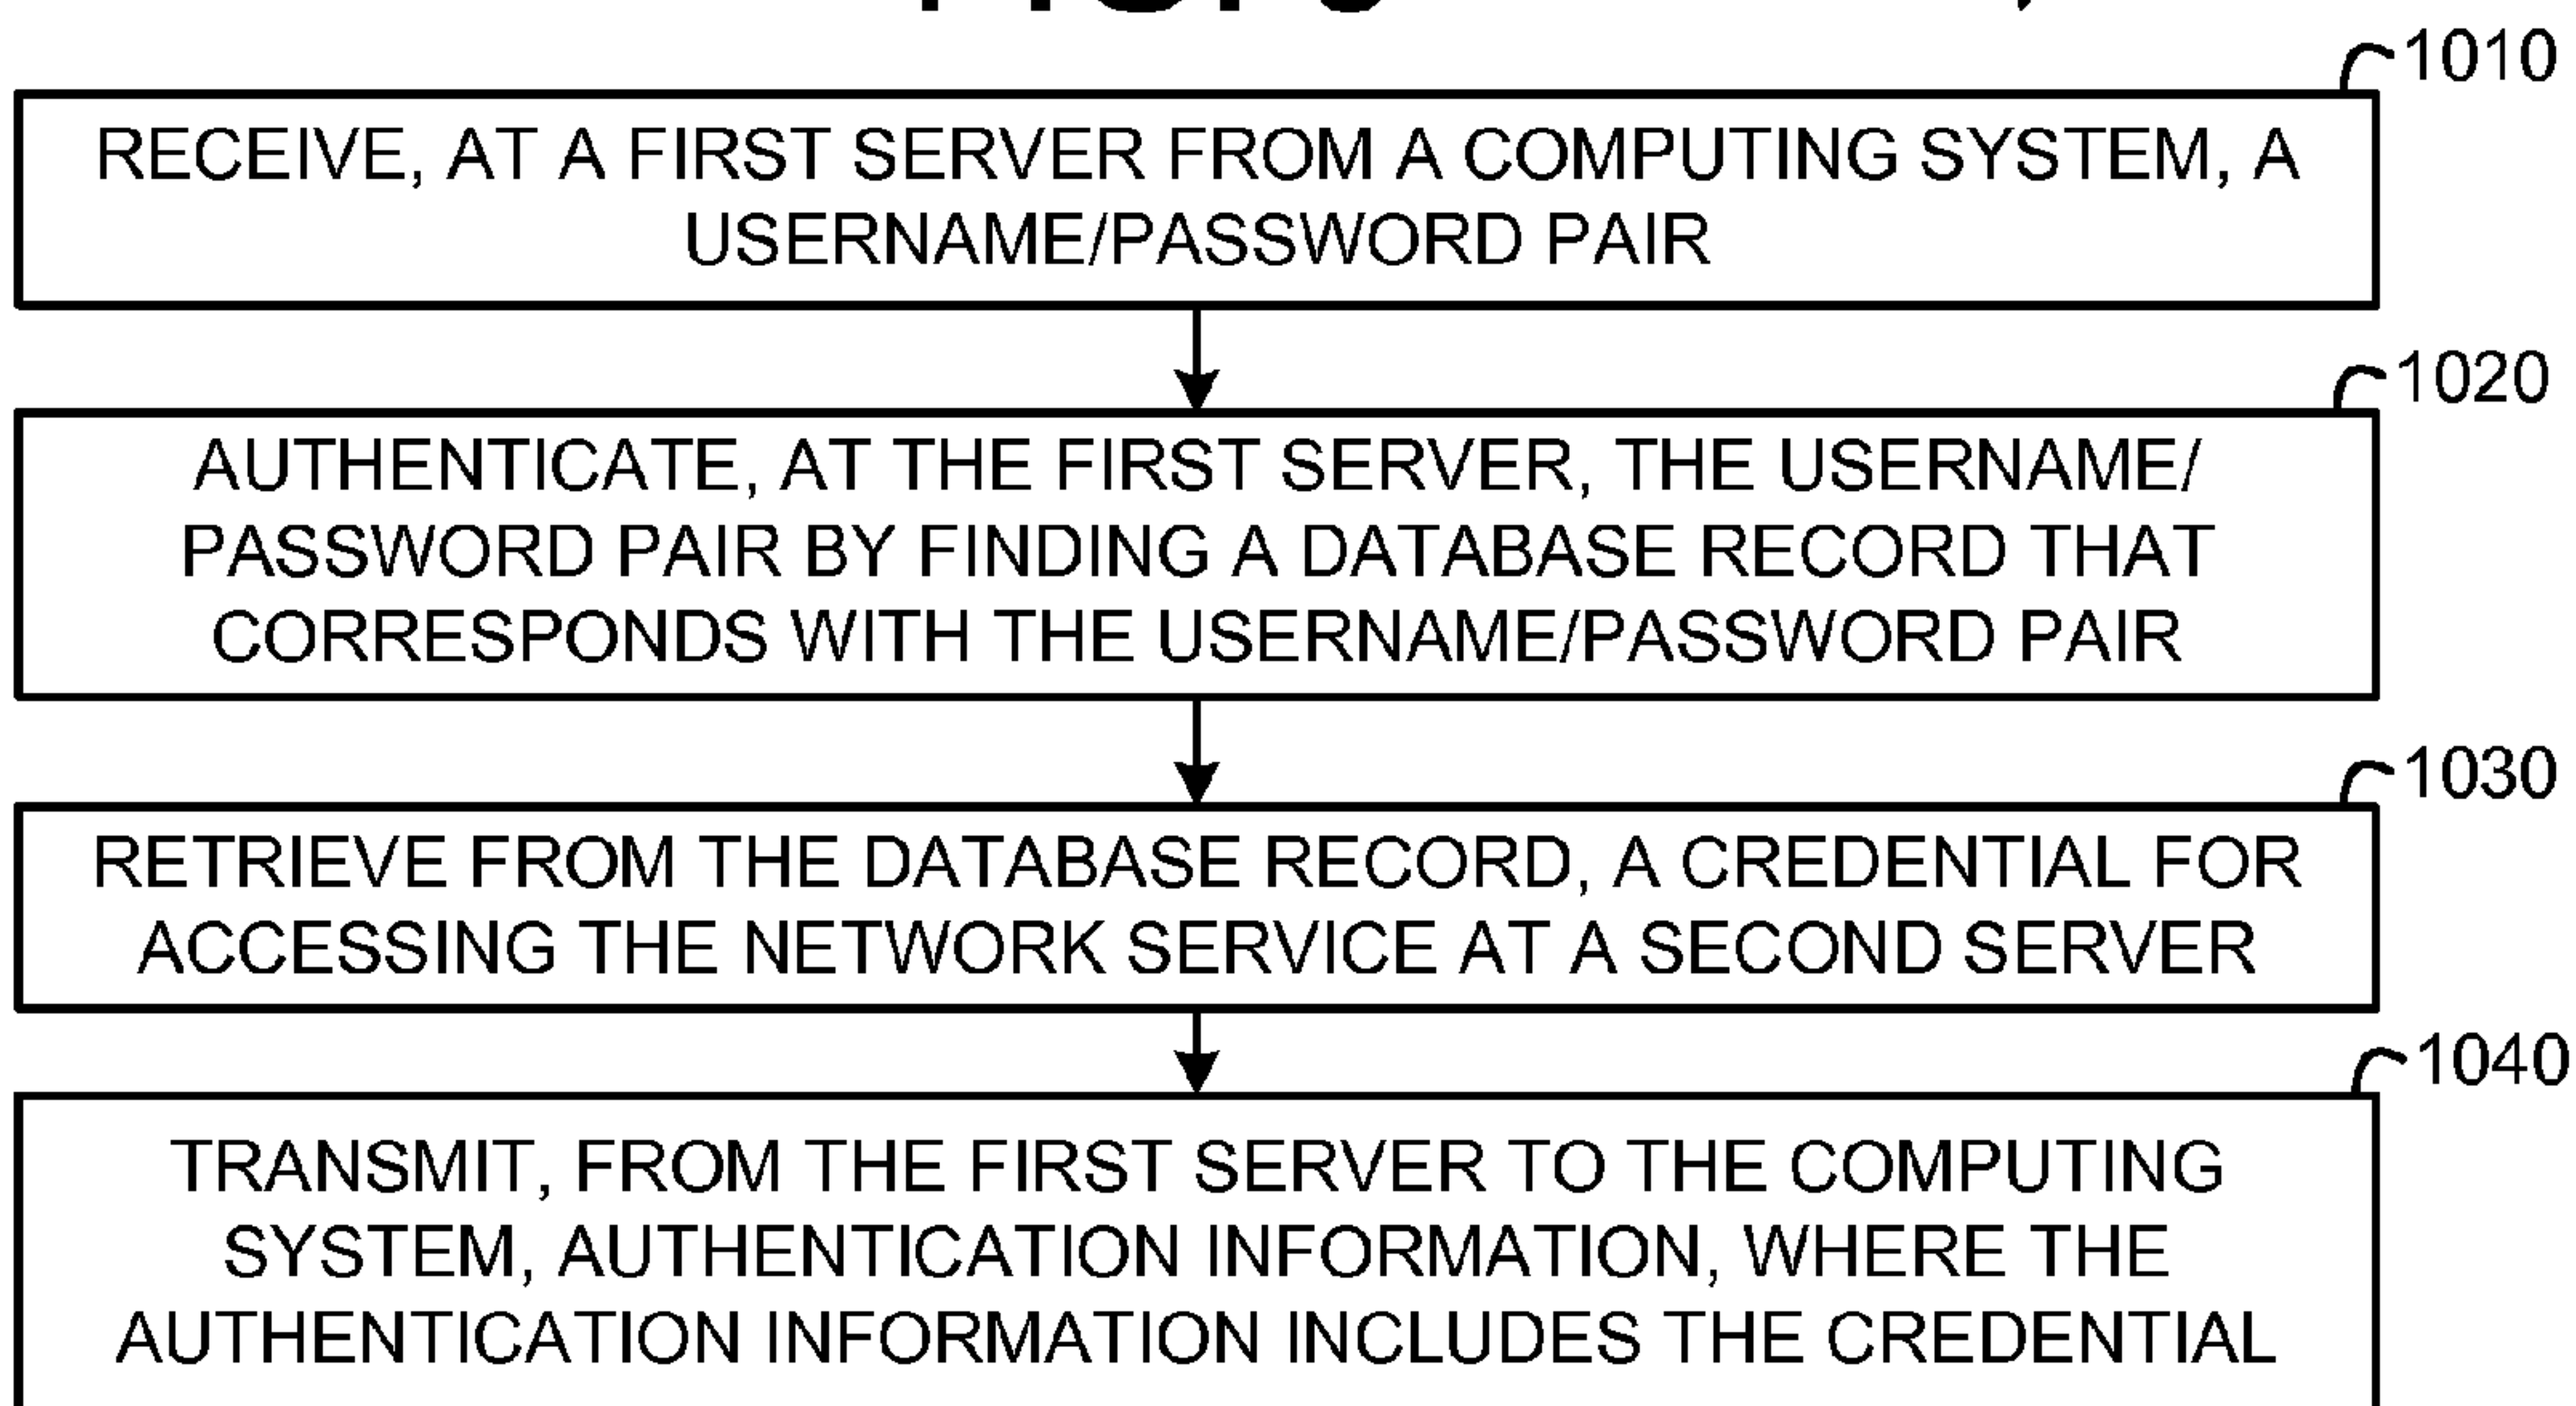 1010
RECEIVE, AT A FIRST SERVER FROM A COMPUTING SYSTEM, A
USERNAME/PASSWORD PAIR
1020
AUTHENTICATE, AT THE FIRST SERVER, THE USERNAME/
PASSWORD PAIR BY FINDING A DATABASE RECORD THAT
CORRESPONDS WITH THE USERNAME/PASSWORD PAIR
1030
RETRIEVE FROM THE DATABASE RECORD, A CREDENTIAL FOR
ACCESSING THE NETWORK SERVICE AT A SECOND SERVER
1040
TRANSMIT, FROM THE FIRST SERVER TO THE COMPUTING
SYSTEM, AUTHENTICATION INFORMATION, WHERE THE
AUTHENTICATION INFORMATION INCLUDES THE CREDENTIAL